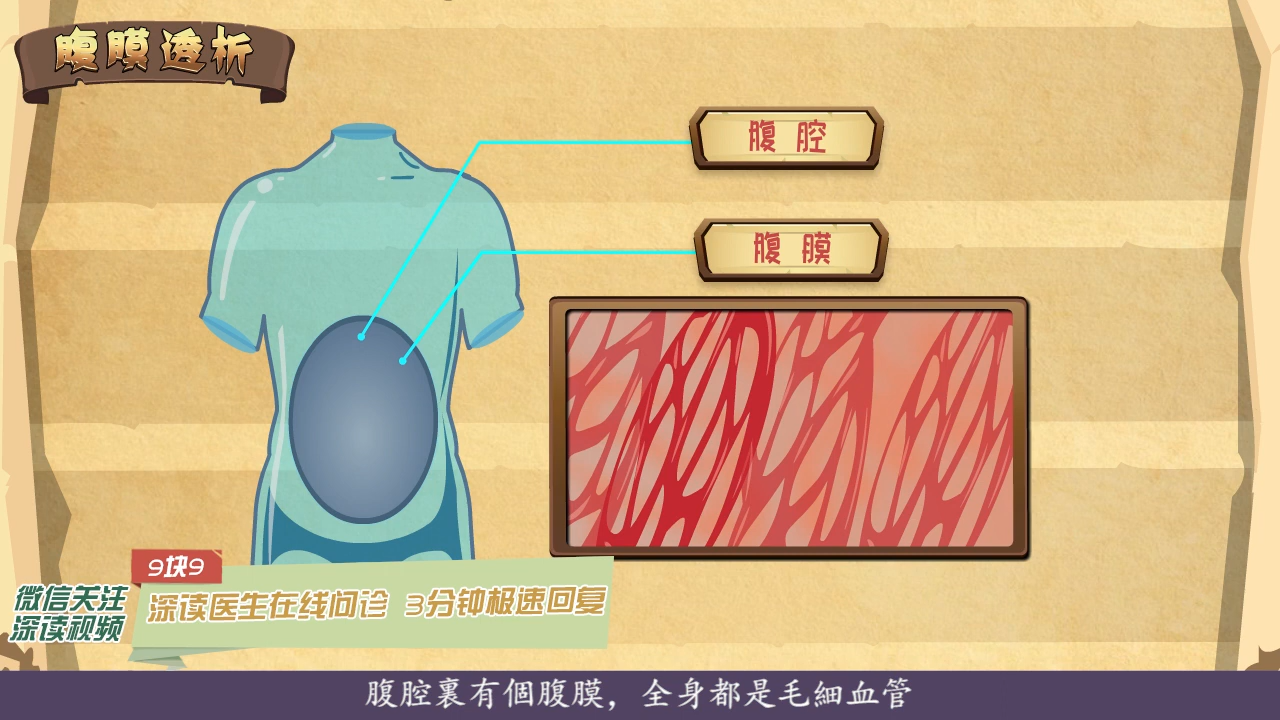 腹膜透析
腹腔
腹膜
9块9
微信关注
深读视频
深读医生在线问诊 3分钟极速回复
腹腔裏有個腹膜，全身都是毛細血管